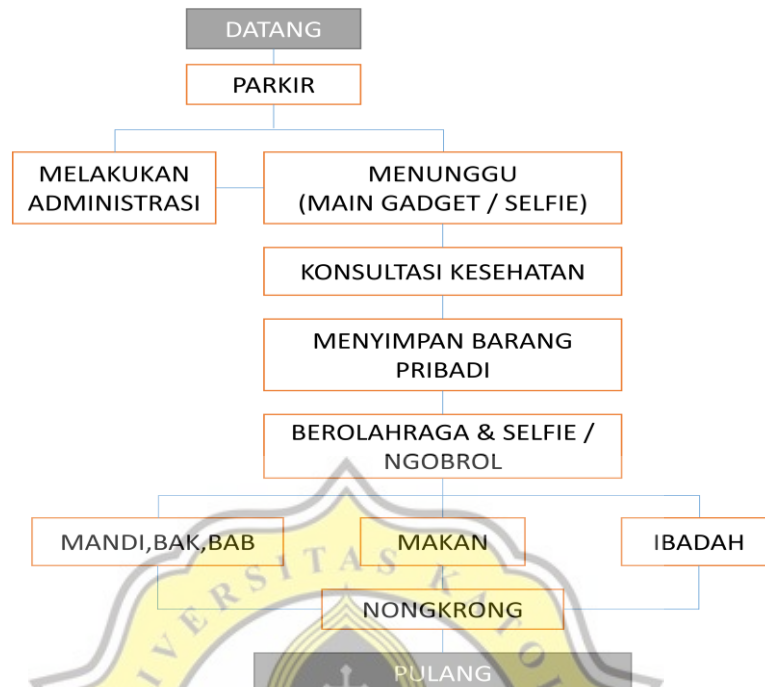 DATANG
PARKIR
MELAKUKAN
ADMINISTRASI
MENUNGGU
(MAIN GADGET / SELFIE)
KONSULTASI KESEHATAN
MENYIMPAN BARANG
PRIBADI
BEROLAHRAGA & SELFIE /
NGOBROL
MANDI,BAK,BAB
MAKAN
IBADAH
NONGKRONG
PULANG